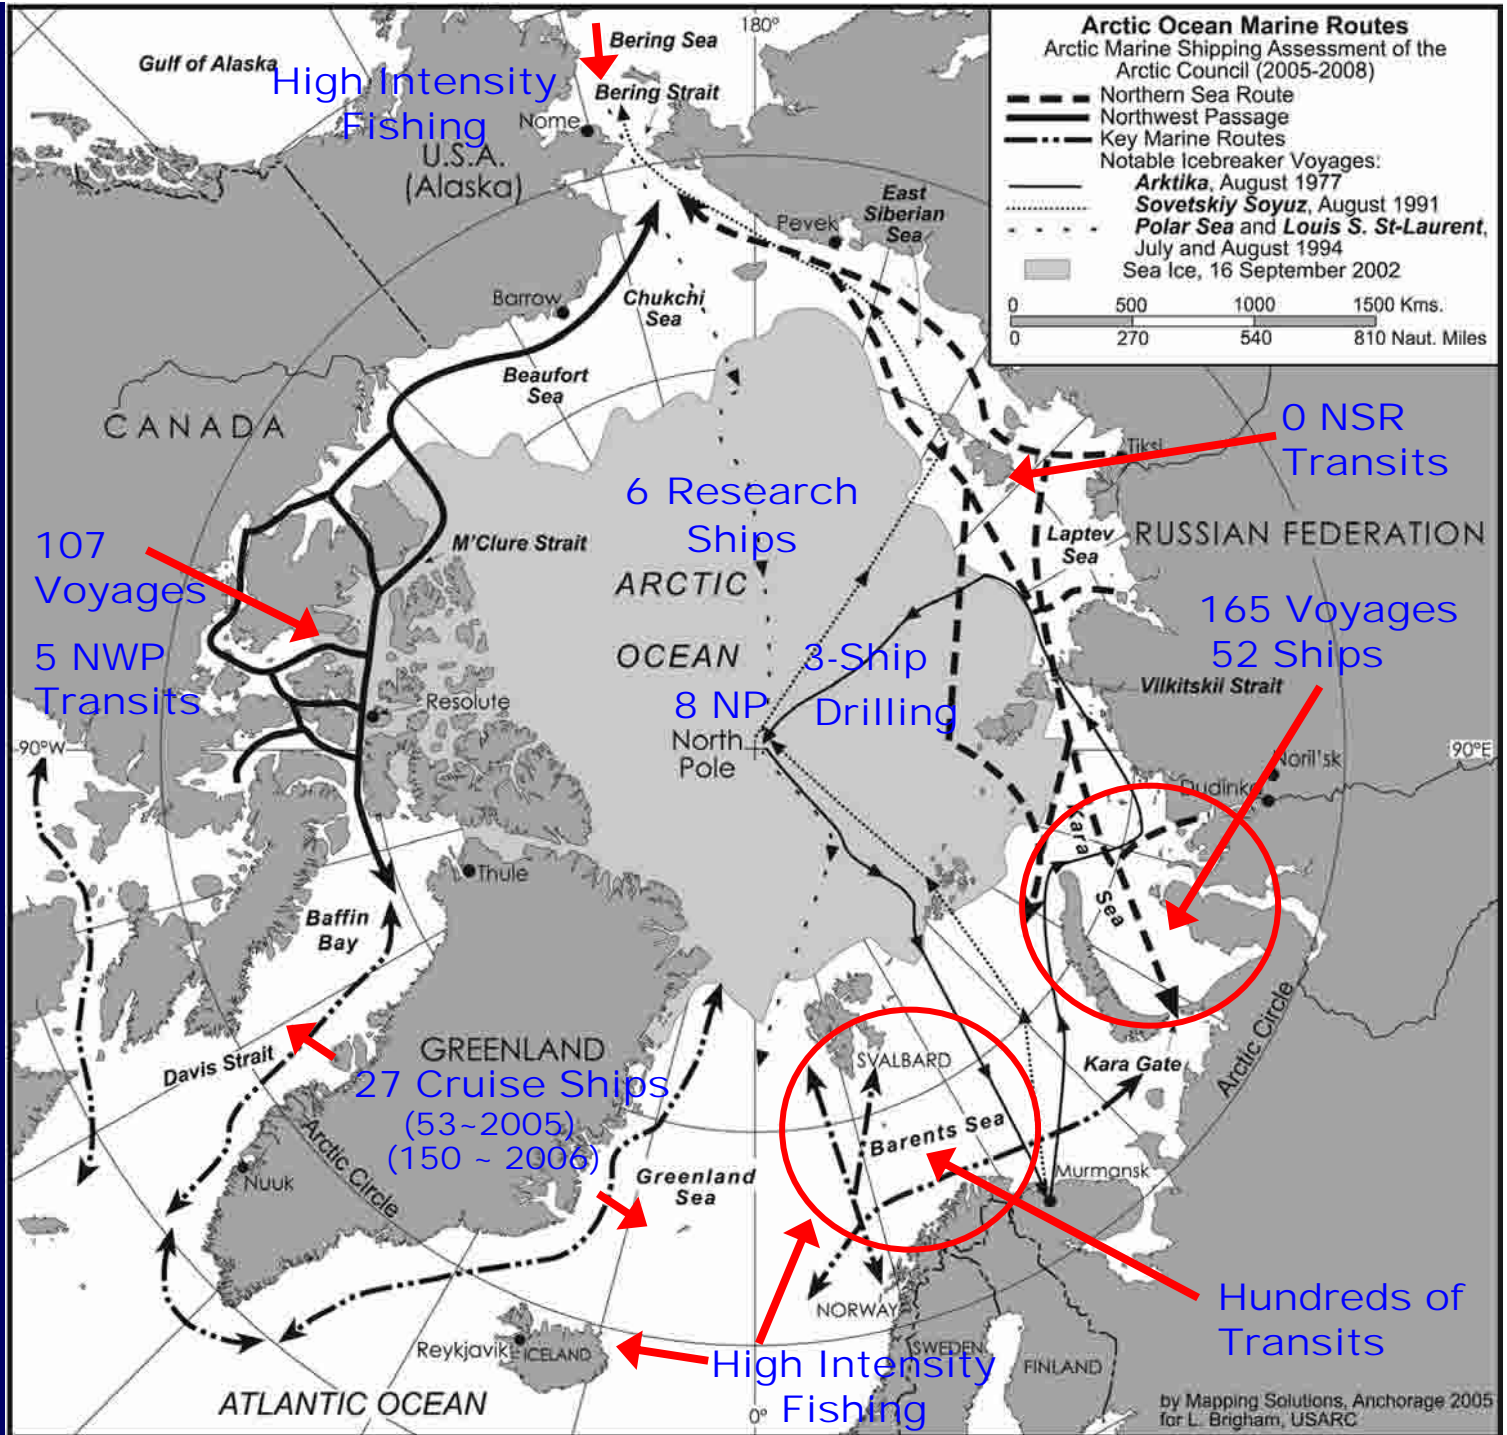 180°
Arctic Ocean Marine Routes
Arctic Marine Shipping Assessment of the
Arctic Council (2005-2008)
Northern Sea Route
Northwest Passage
Key Marine Routes
Notable Icebreaker Voyages:
Arktika, August 1977
Sovetskiy Soyuz, August 1991
Polar Sea and Louis S. St-Laurent,
July and August 1994
Sea Ice, 16 September 2002
0 500 1000 1500 Kms.
0 270 540 810 Naut. Miles
Gulf of Alaska
Bering Sea
High Intensity
Fishing
Bering Strait
Nome
U.S.A.
(Alaska)
East
Siberian
Sea
Pevek
Barrow
Chukchi
Sea
Beaufort
Sea
CANADA
0 NSR
Transits
Tiksi
6 Research
Ships
M'Clure Strait
Laptev
Sea
RUSSIAN FEDERATION
107
Voyages
ARCTIC
OCEAN
165 Voyages
52 Ships
5 NWP
Transits
3-Ship
Drilling
Vilkitskii Strait
Resolute
8 NP
North
Pole
90°W
90°E
Noril'sk
Dudinka
Kara
Sea
Thule
Baffin
Bay
Davis Strait
GREENLAND
27 Cruise Ships
(53~2005)
(150 ~ 2006)
SVALBARD
Kara Gate
Arctic Circle
Barents Sea
Arctic Circle
Nuuk
Greenland
Sea
Murmansk
Hundreds of
Transits
NORWAY
Reykjavik
ICELAND
High Intensity
Fishing
SWEDEN
FINLAND
ATLANTIC OCEAN
0°
by Mapping Solutions, Anchorage 2005
for L. Brigham, USARC